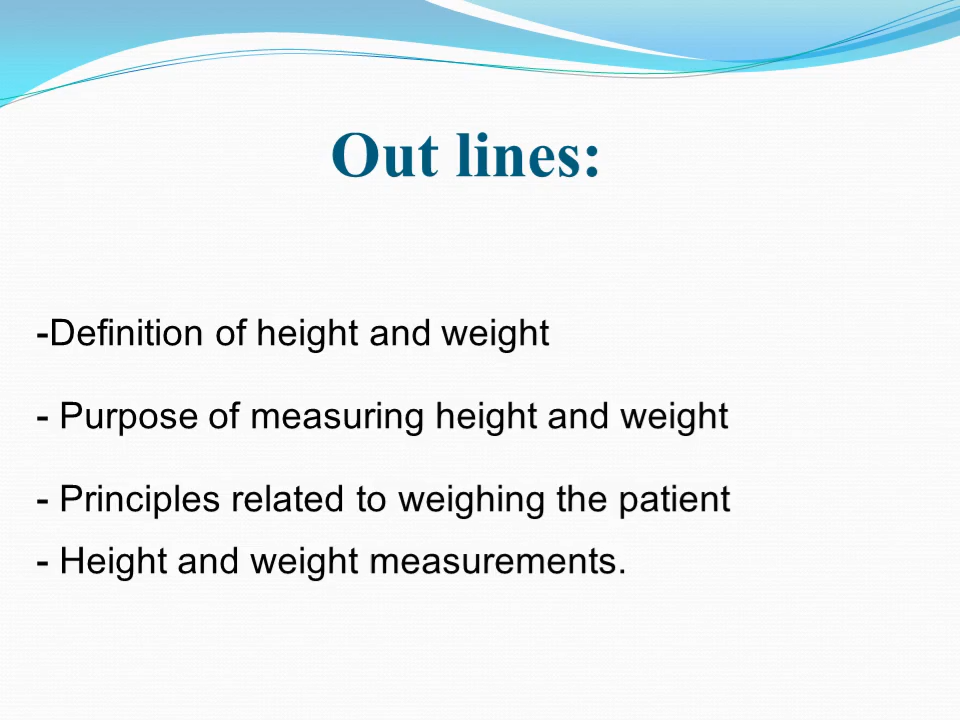 Out lines:
-Definition of height and weight
- Purpose of measuring height and weight
- Principles related to weighing the patient
- Height and weight measurements.